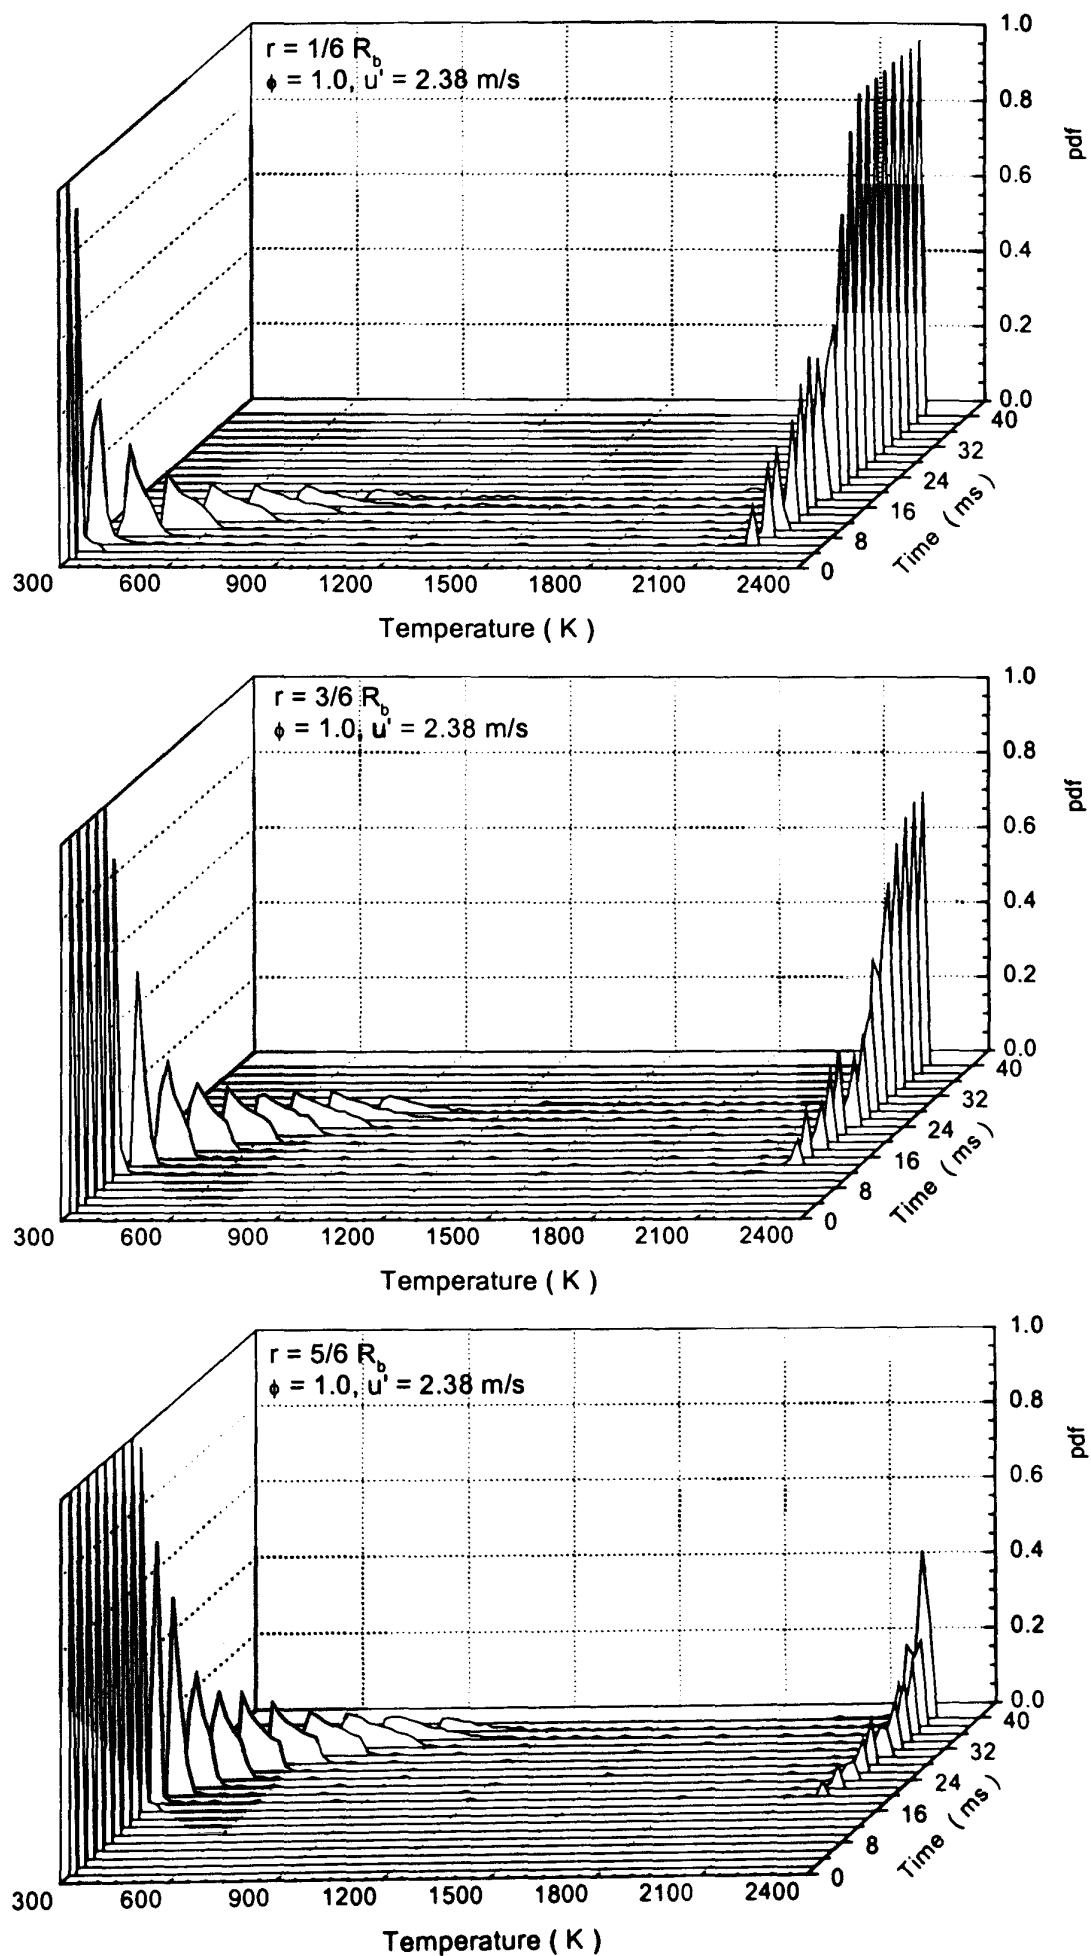 r = 1/6 R_b
ϕ = 1.0, u' = 2.38 m/s
1.0
0.8
0.6
0.4
0.2
0.0
pdf
40
32
24
16
8
0
Time ( ms )
300 600 900 1200 1500 1800 2100 2400
Temperature ( K )
r = 3/6 R_b
ϕ = 1.0, u' = 2.38 m/s
1.0
0.8
0.6
0.4
0.2
0.0
pdf
40
32
24
16
8
0
Time ( ms )
300 600 900 1200 1500 1800 2100 2400
Temperature ( K )
r = 5/6 R_b
ϕ = 1.0, u' = 2.38 m/s
1.0
0.8
0.6
0.4
0.2
0.0
pdf
40
32
24
16
8
0
Time ( ms )
300 600 900 1200 1500 1800 2100 2400
Temperature ( K )